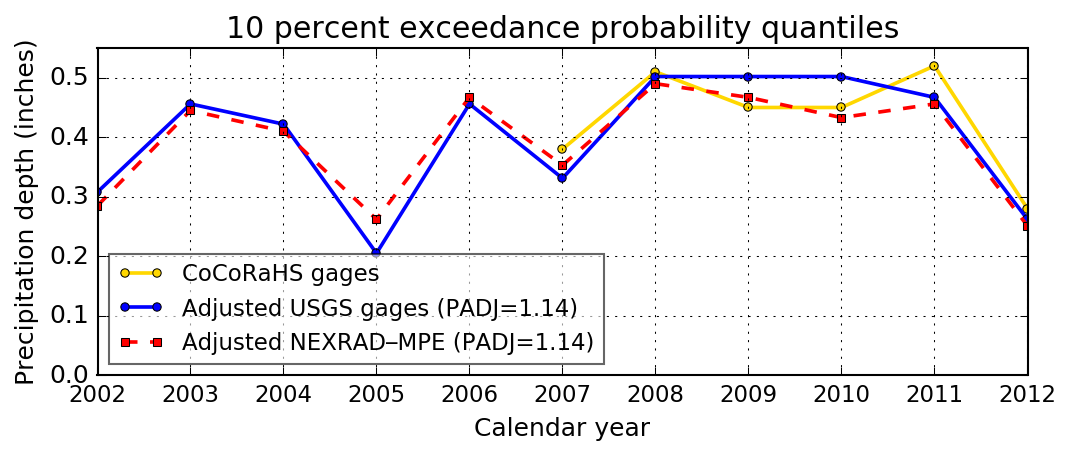 10 percent exceedance probability quantiles
Precipitation depth (inches)
0.5
0.4
0.3
0.2
0.1
0.0
CoCoRaHS gages
Adjusted USGS gages (PADJ=1.14)
Adjusted NEXRAD–MPE (PADJ=1.14)
2002 2003 2004 2005 2006 2007 2008 2009 2010 2011 2012
Calendar year